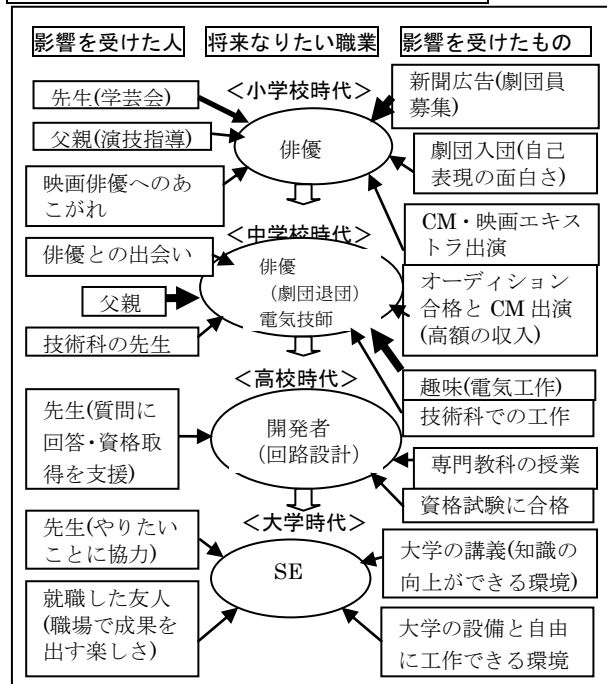 影響を受けた人
将来なりたい職業
影響を受けたもの
<小学校時代>
先生(学芸会)
父親(演技指導)
映画俳優へのあ
こがれ
俳優
新聞広告(劇団員
募集)
劇団入団(自己
表現の面白さ)
CM・映画エキス
トラ出演
<中学校時代>
俳優との出会い
父親
技術科の先生
俳優
(劇団退団)
電気技師
オーディション
合格と CM 出演
(高額の収入)
趣味(電気工作)
技術科での工作
<高校時代>
先生(質問に
回答・資格取
得を支援)
開発者
(回路設計)
専門教科の授業
資格試験に合格
<大学時代>
先生(やりたい
ことに協力)
就職した友人
(職場で成果を
出す楽しさ)
SE
大学の講義(知識の
向上ができる環境)
大学の設備と自由
に工作できる環境